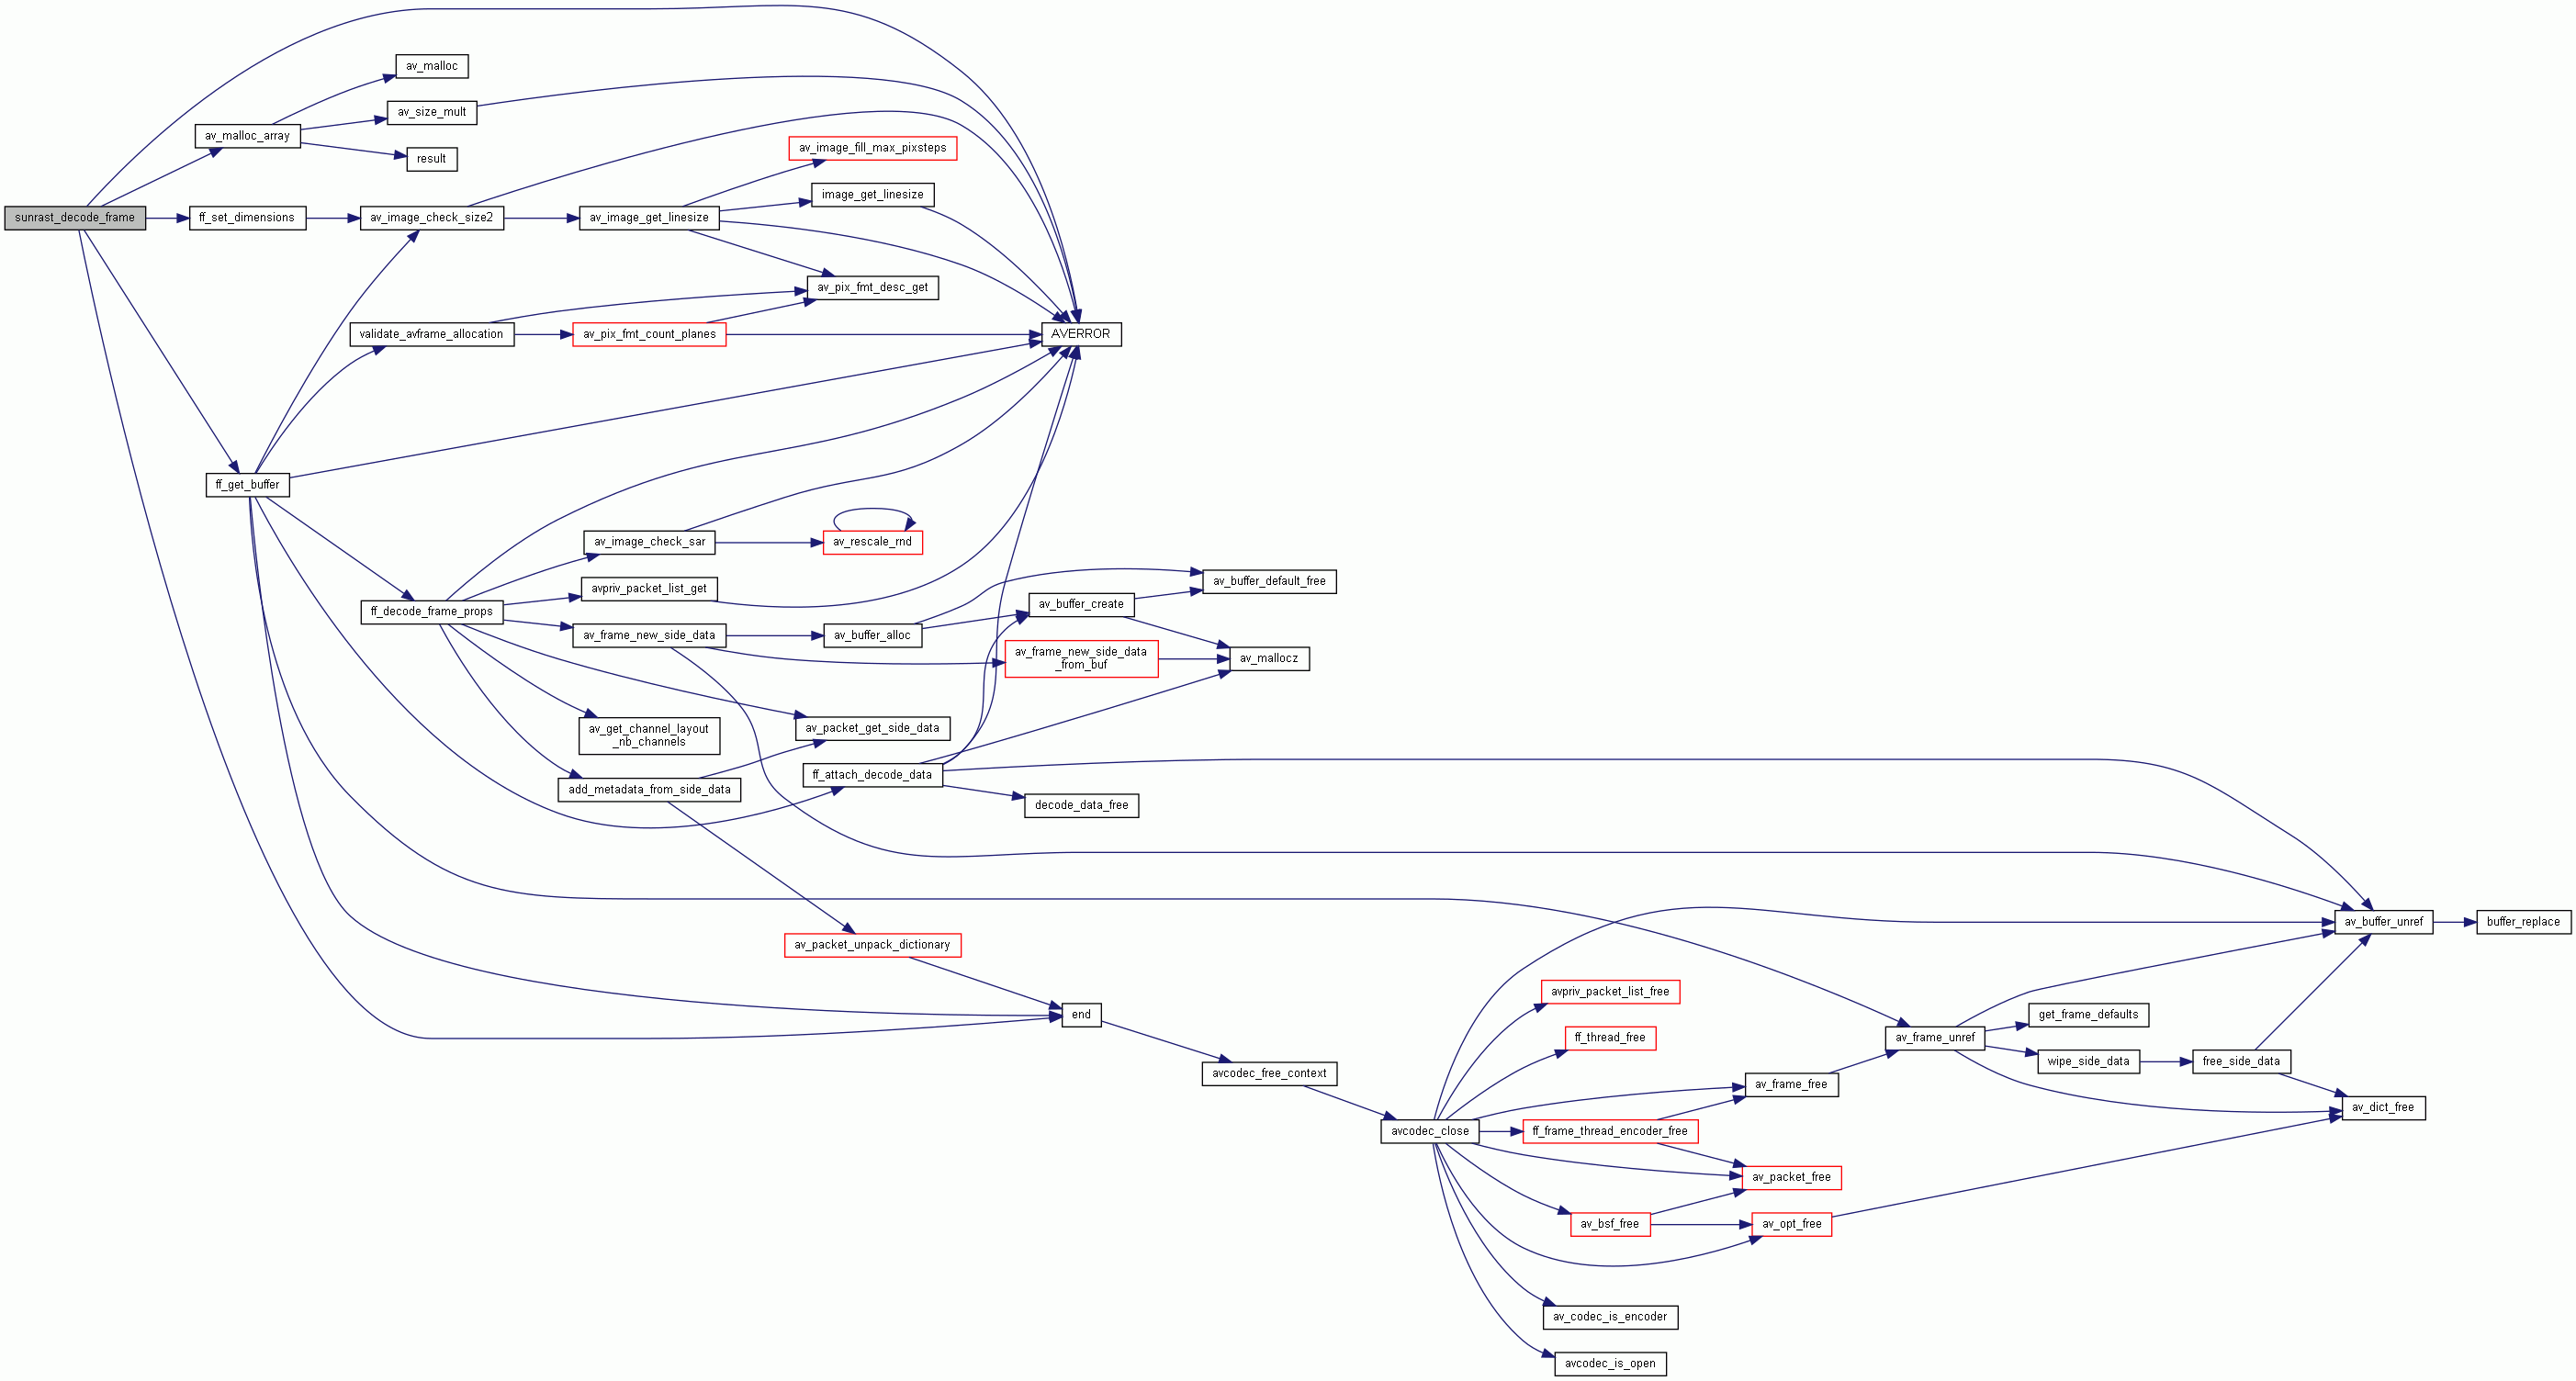 av_malloc
av_size_mult
av_malloc_array
av_image_fill_max_pixsteps
result
image_get_linesize
sunrast_decode_frame
ff_set_dimensions
av_image_check_size2
av_image_get_linesize
av_pix_fmt_desc_get
validate_avframe_allocation
av_pix_fmt_count_planes
AVERROR
ff_get_buffer
av_image_check_sar
av_rescale_rnd
av_buffer_default_free
avpriv_packet_list_get
av_buffer_create
ff_decode_frame_props
av_frame_new_side_data
av_buffer_alloc
av_frame_new_side_data
_from_buf
av_mallocz
av_get_channel_layout
_nb_channels
av_packet_get_side_data
ff_attach_decode_data
add_metadata_from_side_data
decode_data_free
av_buffer_unref
buffer_replace
av_packet_unpack_dictionary
avpriv_packet_list_free
end
get_frame_defaults
ff_thread_free
av_frame_unref
wipe_side_data
free_side_data
avcodec_free_context
av_frame_free
av_dict_free
avcodec_close
ff_frame_thread_encoder_free
av_packet_free
av_bsf_free
av_opt_free
av_codec_is_encoder
avcodec_is_open